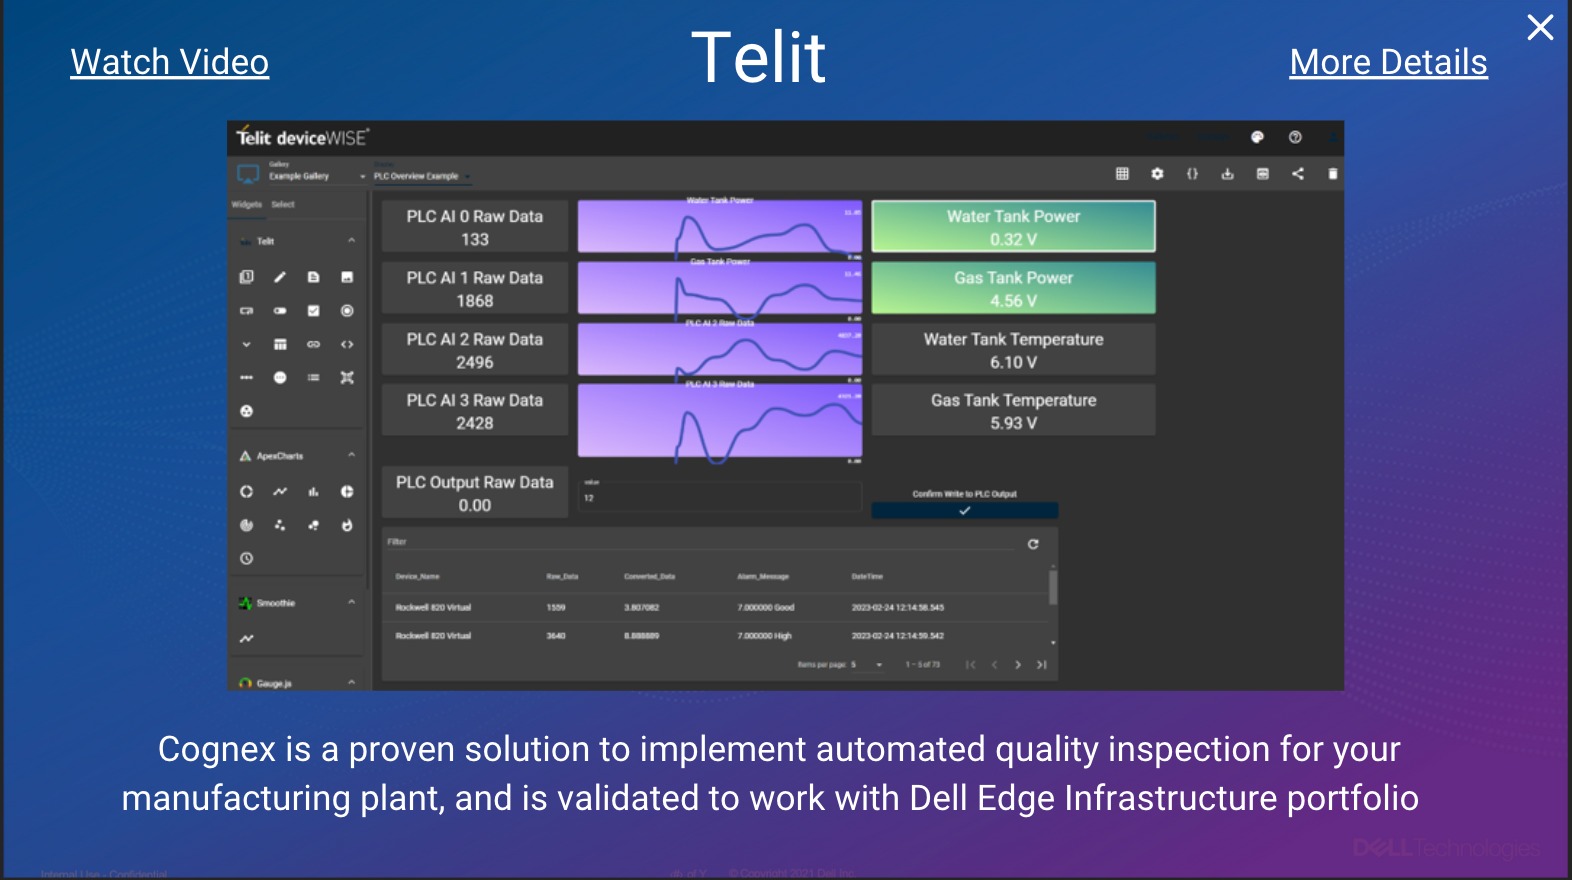 Watch Video
Telit
More Details
Telit deviceWISE
Gallery
Example Gallery
PLC Overview Example
Widgets Select
Telit
ApexCharts
Smoothie
Gauge.js
PLC AI 0 Raw Data
133
Water Tank Power
Water Tank Power
0.32 V
PLC AI 1 Raw Data
1868
Gas Tank Power
Gas Tank Power
4.56 V
PLC AI 2 Raw Data
2496
PLC AI 2 Raw Data
Water Tank Temperature
6.10 V
PLC AI 3 Raw Data
2428
PLC AI 3 Raw Data
Gas Tank Temperature
5.93 V
PLC Output Raw Data
0.00
value
12
Confirm Write to PLC Output
Filter
Device_Name Raw_Data Converted_Data Alarm_Message DateTime
Rockwell 820 Virtual 1559 3.807082 7.000000 Good 2023-02-24 12:14:58.545
Rockwell 820 Virtual 3640 8.888889 7.000000 High 2023-02-24 12:14:59.542
Items per page: 5 1 – 5 of 73
Cognex is a proven solution to implement automated quality inspection for your
manufacturing plant, and is validated to work with Dell Edge Infrastructure portfolio
DELLTechnologies
Internal Use - Confidential
of Y © Copyright 2021 Dell Inc.